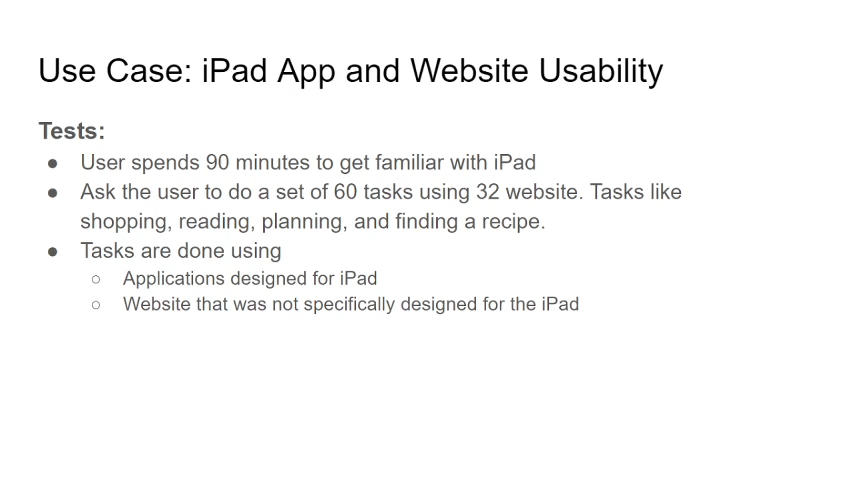 Use Case: iPad App and Website Usability
Tests:
● User spends 90 minutes to get familiar with iPad
● Ask the user to do a set of 60 tasks using 32 website. Tasks like
shopping, reading, planning, and finding a recipe.
● Tasks are done using
○ Applications designed for iPad
○ Website that was not specifically designed for the iPad